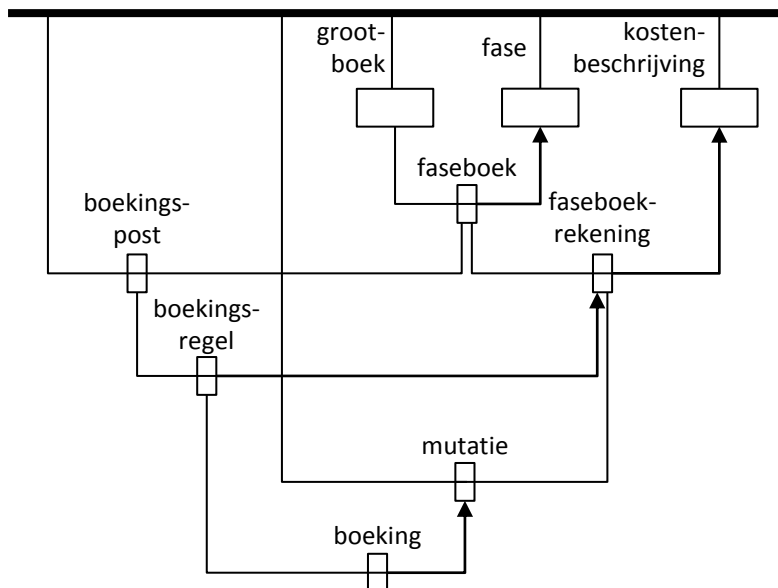 groot-
boek
fase
kosten-
beschrijving
faseboek
boekings-
post
faseboek-
rekening
boekings-
regel
mutatie
boeking